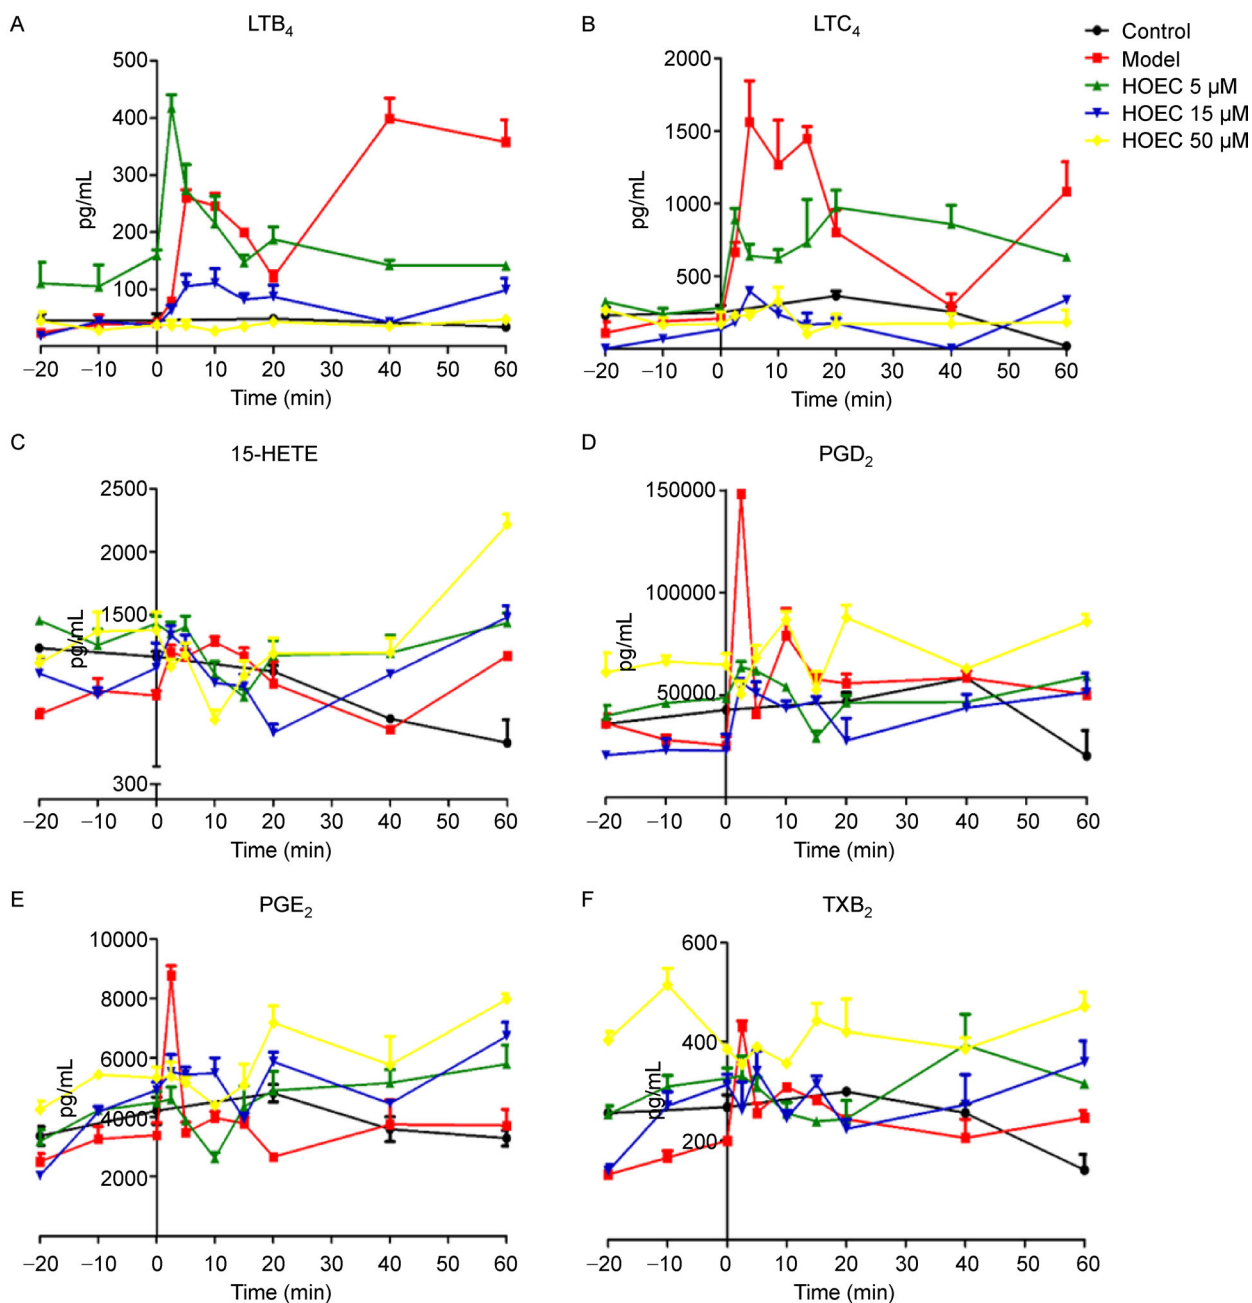 A
LTB₄
500
400
300
200
100
pg/mL
−20 −10 0 10 20 30 40 50 60
Time (min)
B
LTC₄
2000
1500
1000
500
pg/mL
−20 −10 0 10 20 30 40 50 60
Time (min)
Control
Model
HOEC 5 μM
HOEC 15 μM
HOEC 50 μM
C
15-HETE
2500
2000
1500
300
pg/mL
−20 −10 0 10 20 30 40 50 60
Time (min)
D
PGD₂
150000
100000
50000
pg/mL
−20 −10 0 10 20 30 40 50 60
Time (min)
E
PGE₂
10000
8000
6000
4000
2000
pg/mL
−20 −10 0 10 20 30 40 50 60
Time (min)
F
TXB₂
600
400
200
pg/mL
−20 −10 0 10 20 30 40 50 60
Time (min)